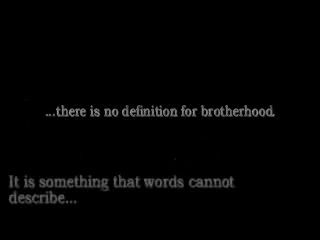 ...there is no definition for brotherhood.
It is something that words cannot
describe...